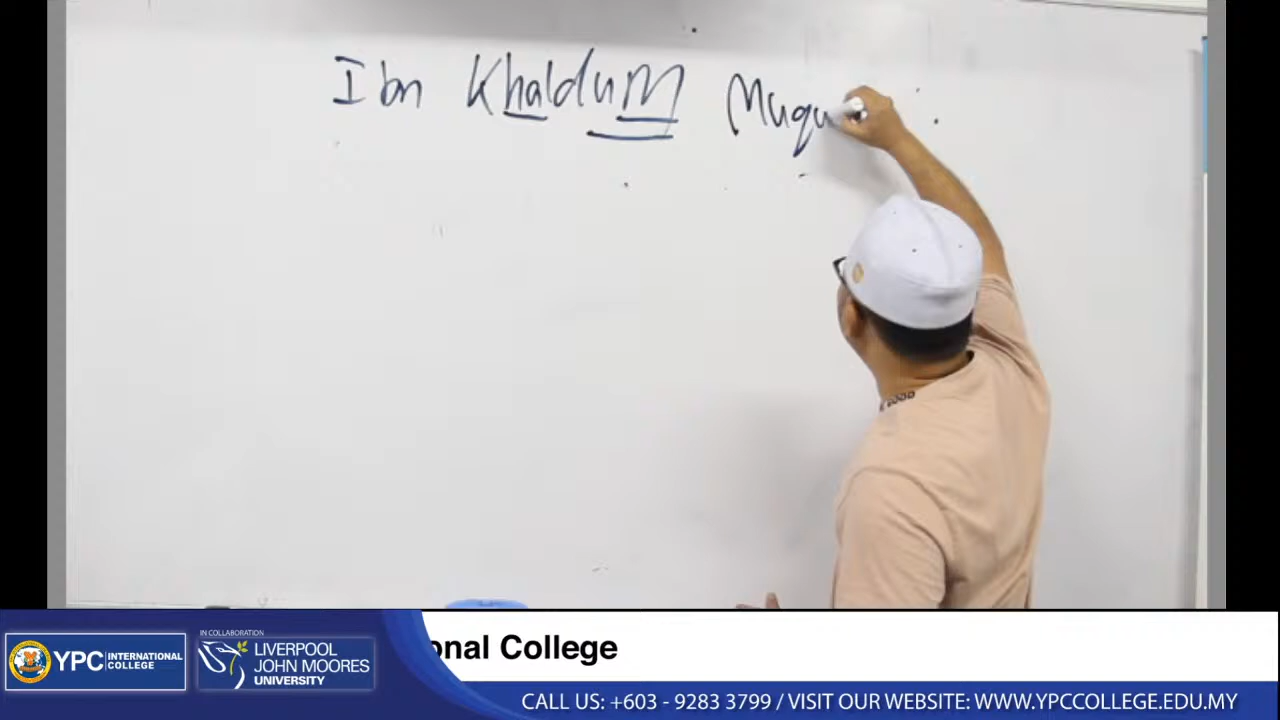 Ibn Khaldum Muqu
YPC INTERNATIONAL
COLLEGE
IN COLLABORATION
LIVERPOOL
JOHN MOORES
UNIVERSITY
onal College
CALL US: +603 - 9283 3799 / VISIT OUR WEBSITE: WWW.YPCCOLLEGE.EDU.MY